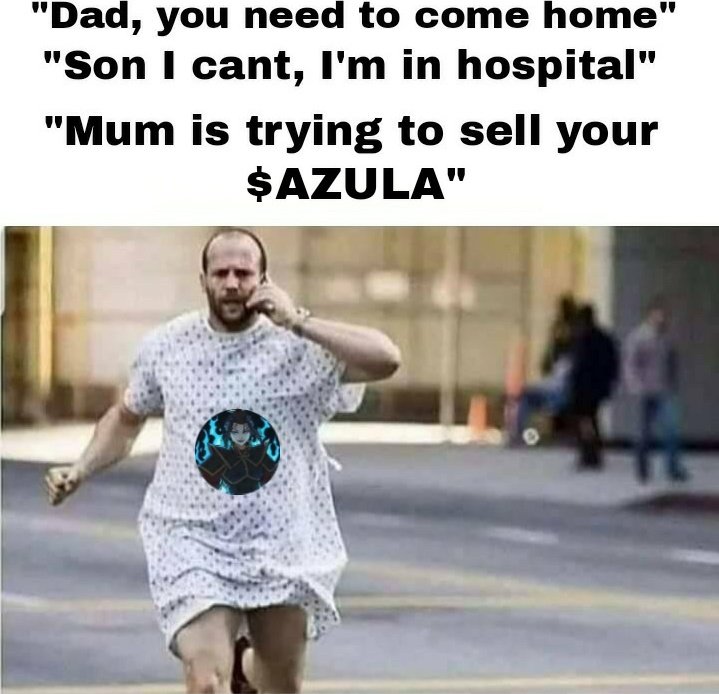 "Dad, you need to come home"
"Son I cant, I'm in hospital"
"Mum is trying to sell your
$AZULA"